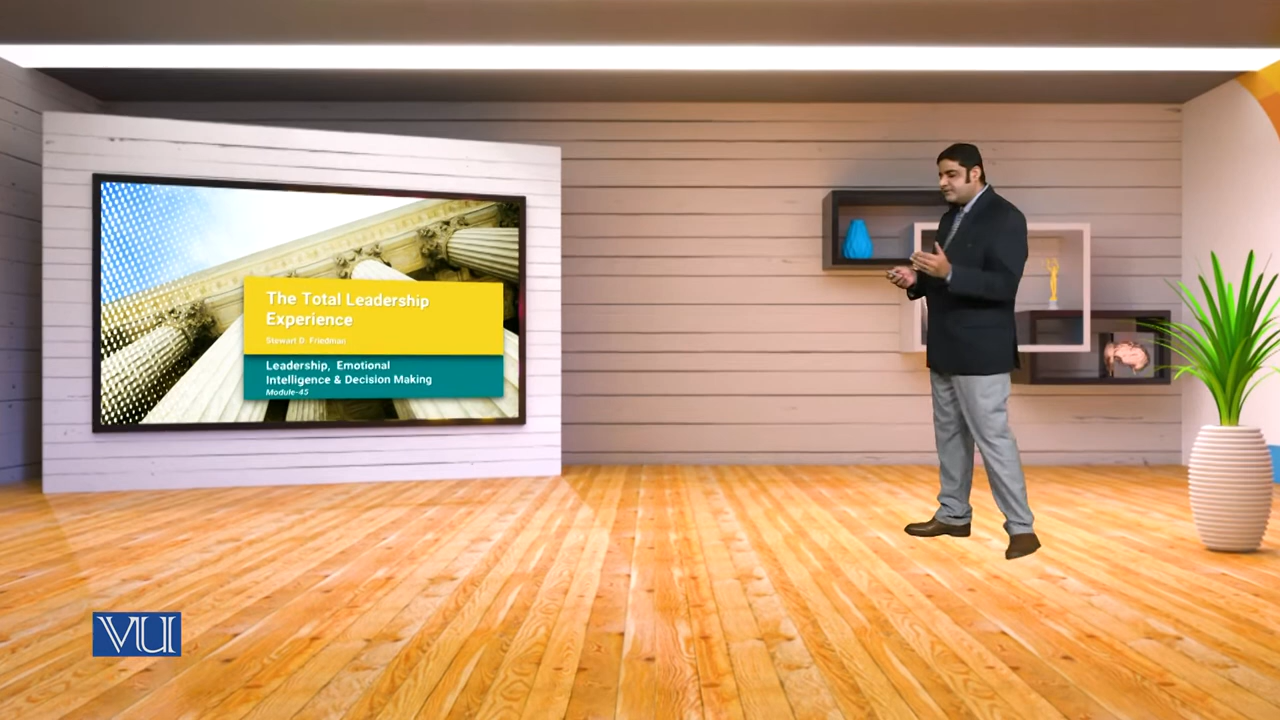 The Total Leadership
Experience
Stewart D. Friedman
Leadership, Emotional
Intelligence & Decision Making
Module-45
VU